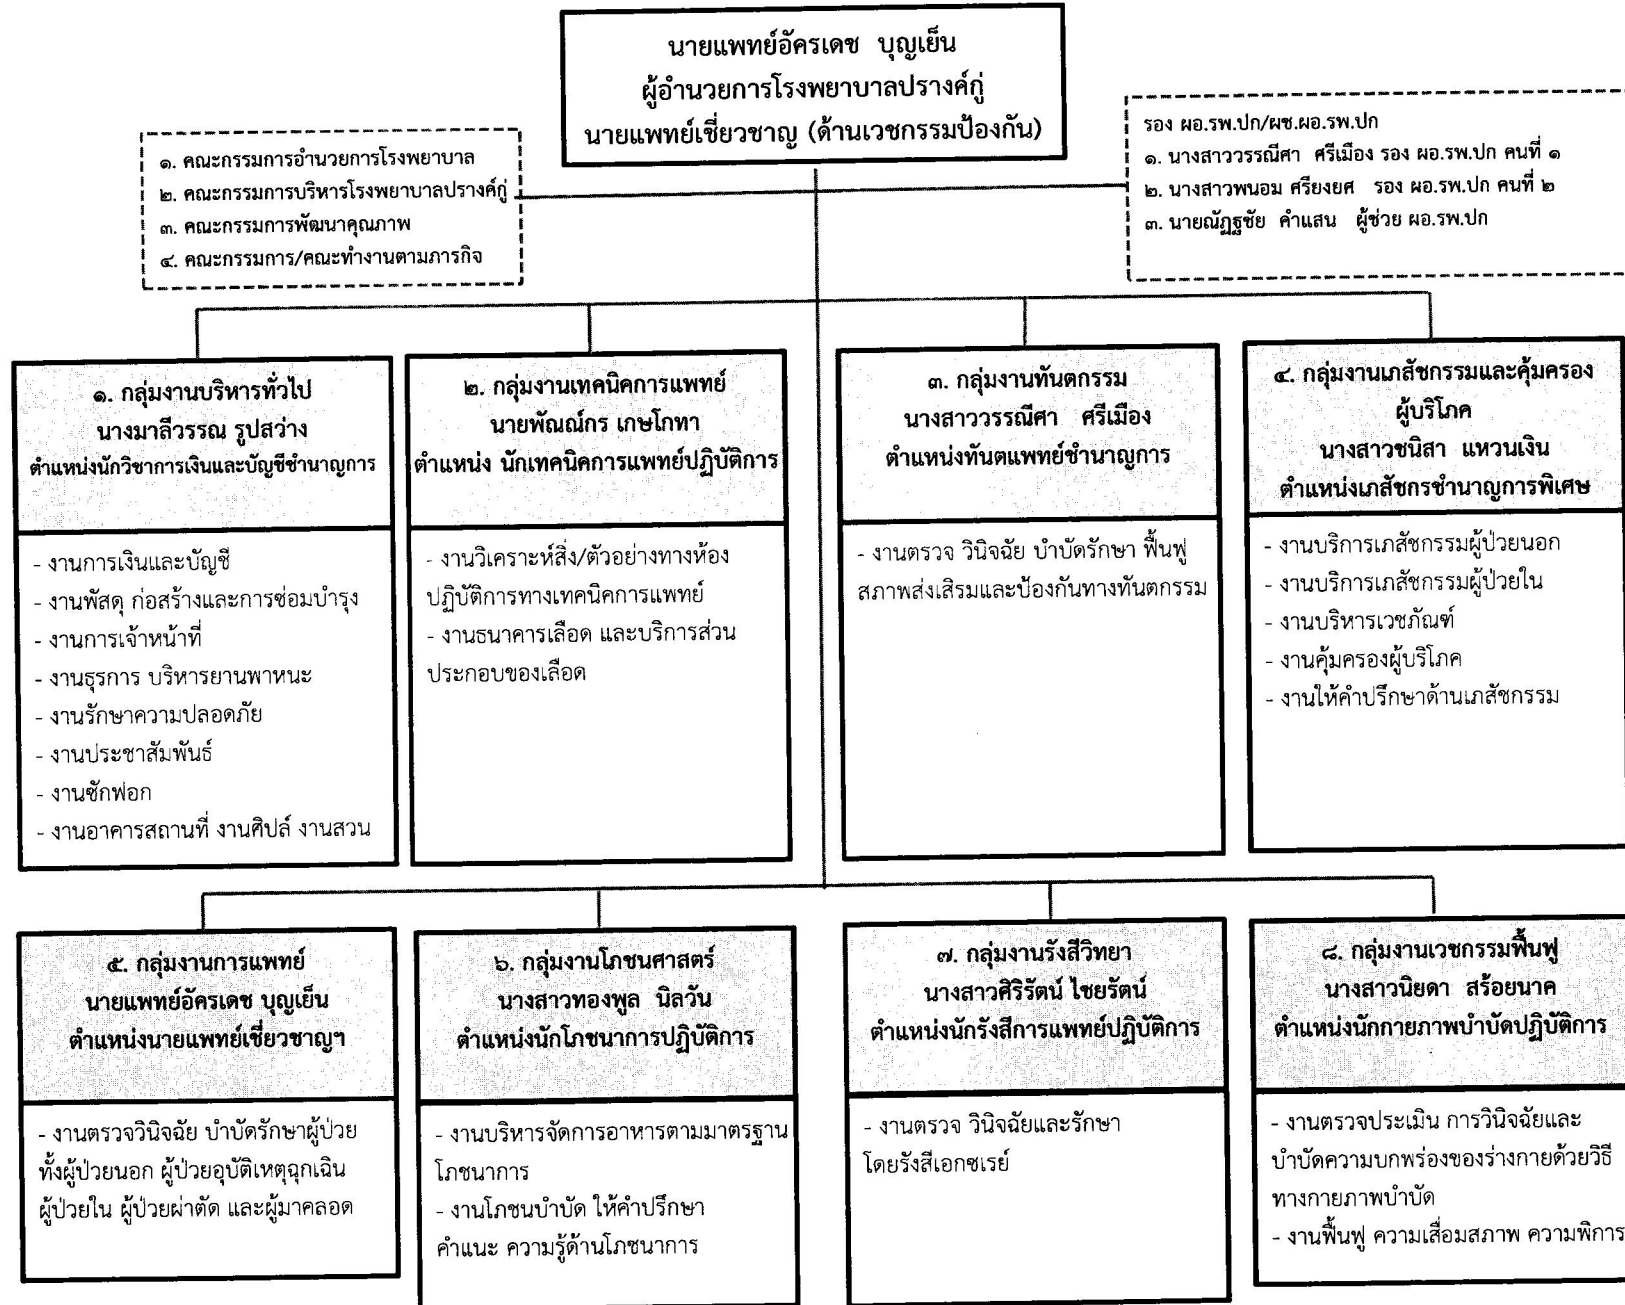 นายแพทย์อัครเดช บุญเย็น
ผู้อำนวยการโรงพยาบาลปรางค์กู่
นายแพทย์เชี่ยวชาญ (ด้านเวชกรรมป้องกัน)
๑. คณะกรรมการอำนวยการโรงพยาบาล
๒. คณะกรรมการบริหารโรงพยาบาลปรางค์กู่
๓. คณะกรรมการพัฒนาคุณภาพ
๔. คณะกรรมการ/คณะทำงานตามภารกิจ
รอง ผอ.รพ.ปก/ผช.ผอ.รพ.ปก
๑. นางสาววรรณีศา ศรีเมือง รอง ผอ.รพ.ปก คนที่ ๑
๒. นางสาวพนอม ศรียงยศ รอง ผอ.รพ.ปก คนที่ ๒
๓. นายณัฏฐชัย คำแสน ผู้ช่วย ผอ.รพ.ปก
๑. กลุ่มงานบริหารทั่วไป
นางมาลีวรรณ รูปสว่าง
ตำแหน่งนักวิชาการเงินและบัญชีชำนาญการ
- งานการเงินและบัญชี
- งานพัสดุ ก่อสร้างและการซ่อมบำรุง
- งานการเจ้าหน้าที่
- งานธุรการ บริหารยานพาหนะ
- งานรักษาความปลอดภัย
- งานประชาสัมพันธ์
- งานซักฟอก
- งานอาคารสถานที่ งานศิปล์ งานสวน
๒. กลุ่มงานเทคนิคการแพทย์
นายพัณณ์กร เกษโกทา
ตำแหน่ง นักเทคนิคการแพทย์ปฏิบัติการ
- งานวิเคราะห์สิ่ง/ตัวอย่างทางห้อง
ปฏิบัติการทางเทคนิคการแพทย์
- งานธนาคารเลือด และบริการส่วน
ประกอบของเลือด
๓. กลุ่มงานทันตกรรม
นางสาววรรณีศา ศรีเมือง
ตำแหน่งทันตแพทย์ชำนาญการ
- งานตรวจ วินิจฉัย บำบัดรักษา ฟื้นฟู
สภาพส่งเสิรมและป้องกันทางทันตกรรม
๔. กลุ่มงานเภสัชกรรมและคุ้มครอง
ผู้บริโภค
นางสาวชนิสา แหวนเงิน
ตำแหน่งเภสัชกรชำนาญการพิเศษ
- งานบริการเภสัชกรรมผู้ป่วยนอก
- งานบริการเภสัชกรรมผู้ป่วยใน
- งานบริหารเวชภัณฑ์
- งานคุ้มครองผู้บริโภค
- งานให้คำปรึกษาด้านเภสัชกรรม
๕. กลุ่มงานการแพทย์
นายแพทย์อัครเดช บุญเย็น
ตำแหน่งนายแพทย์เชี่ยวชาญฯ
- งานตรวจวินิจฉัย บำบัดรักษาผู้ป่วย
ทั้งผู้ป่วยนอก ผู้ป่วยอุบัติเหตุฉุกเฉิน
ผู้ป่วยใน ผู้ป่วยผ่าตัด และผู้มาคลอด
๖. กลุ่มงานโภชนศาสตร์
นางสาวทองพูล นิลวัน
ตำแหน่งนักโภชนาการปฏิบัติการ
- งานบริหารจัดการอาหารตามมาตรฐาน
โภชนาการ
- งานโภชนบำบัด ให้คำปรึกษา
คำแนะ ความรู้ด้านโภชนาการ
๗. กลุ่มงานรังสีวิทยา
นางสาวศิริรัตน์ ไชยรัตน์
ตำแหน่งนักรังสีการแพทย์ปฏิบัติการ
- งานตรวจ วินิจฉัยและรักษา
โดยรังสีเอกซเรย์
๘. กลุ่มงานเวชกรรมฟื้นฟู
นางสาวนิยดา สร้อยนาค
ตำแหน่งนักกายภาพบำบัดปฏิบัติการ
- งานตรวจประเมิน การวินิจฉัยและ
บำบัดความบกพร่องของร่างกายด้วยวิธี
ทางกายภาพบำบัด
- งานฟื้นฟู ความเสื่อมสภาพ ความพิการ